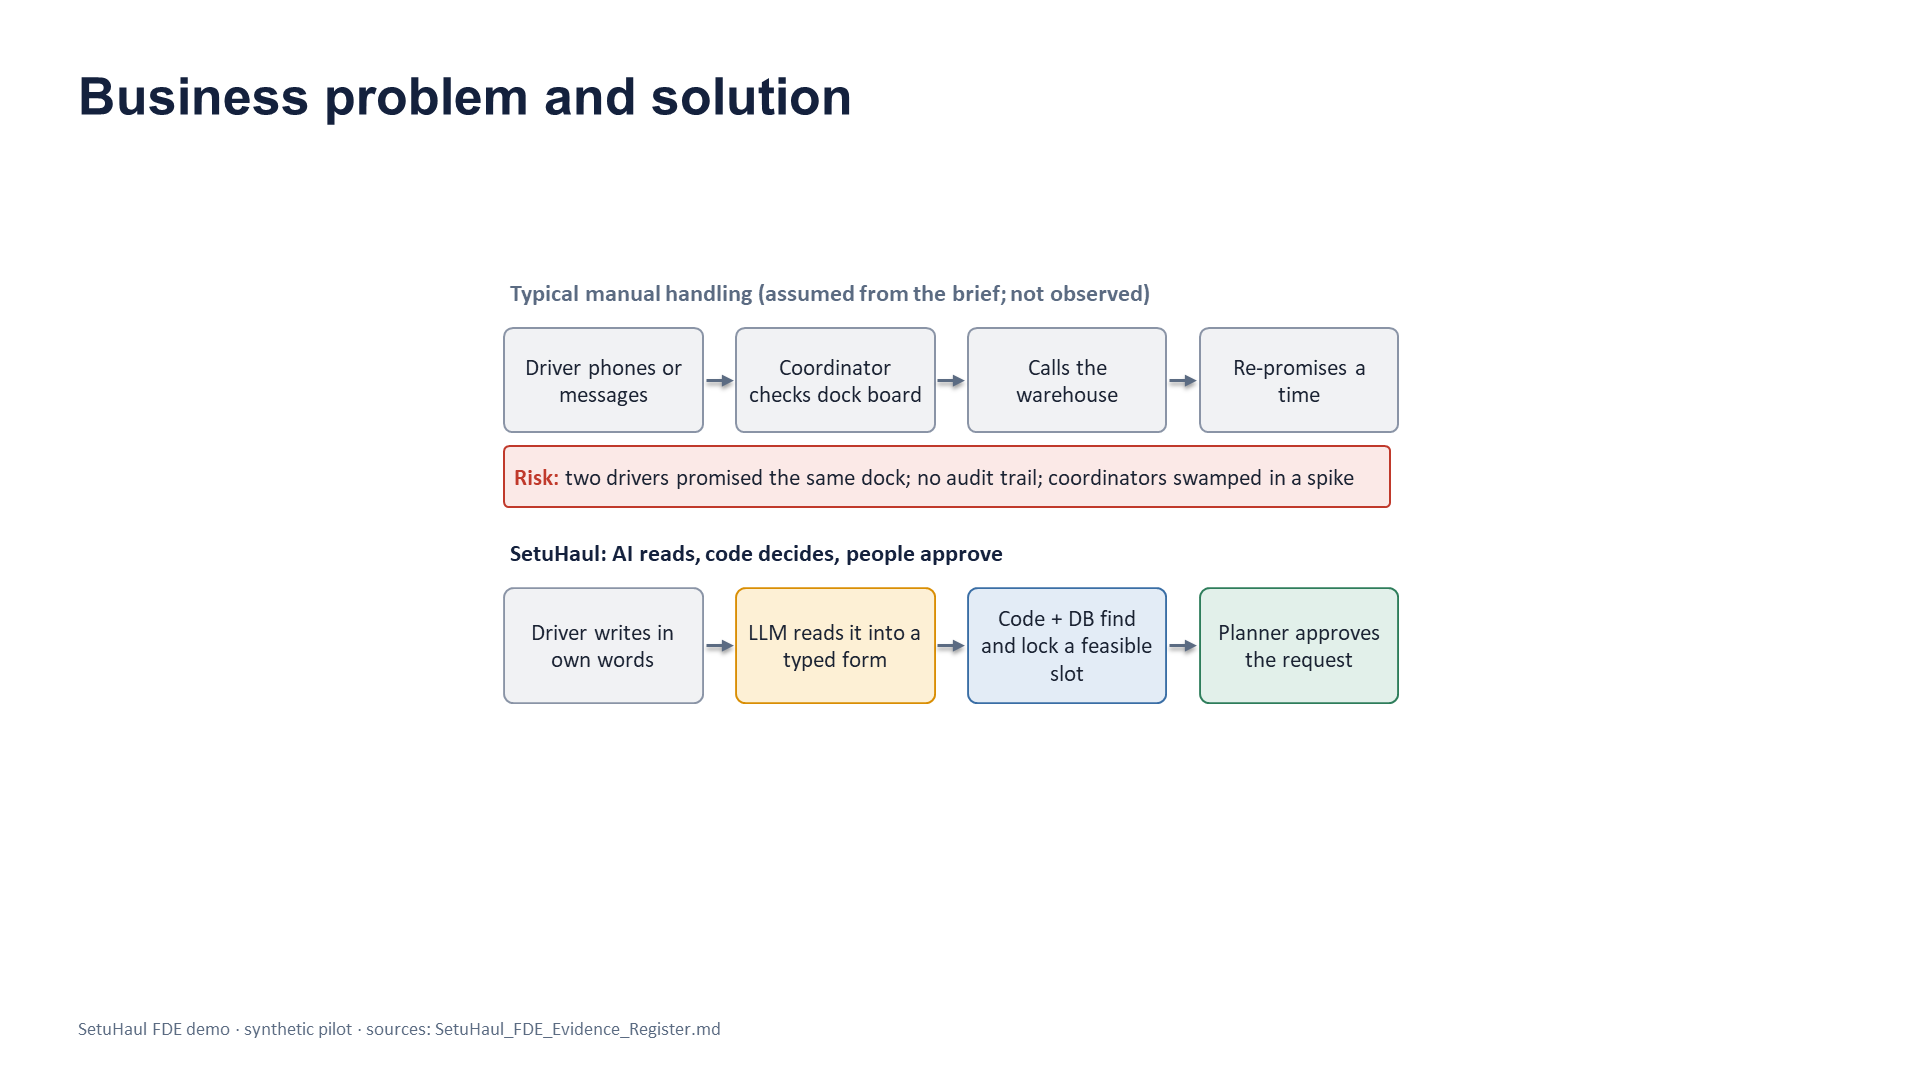 Business problem and solution
Typical manual handling (assumed from the brief; not observed)
Driver phones or
messages
Coordinator
checks dock board
Calls the
warehouse
Re-promises a
time
Risk: two drivers promised the same dock; no audit trail; coordinators swamped in a spike
SetuHaul: AI reads, code decides, people approve
Driver writes in
own words
LLM reads it into a
typed form
Code + DB find
and lock a feasible
slot
Planner approves
the request
SetuHaul FDE demo · synthetic pilot · sources: SetuHaul_FDE_Evidence_Register.md